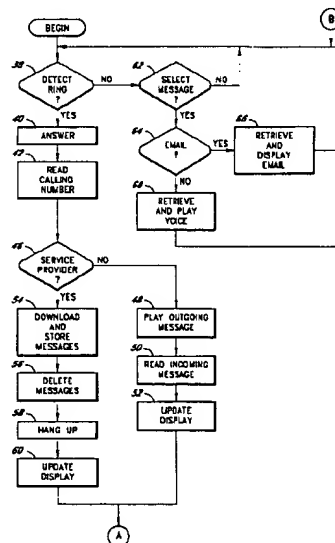 B
BEGIN
38
DETECT
RING
?
NO
YES
62
SELECT
MESSAGE
?
NO
YES
40
ANSWER
42
READ
CALLING
NUMBER
64
EMAIL
?
YES
NO
66
RETRIEVE
AND
DISPLAY
EMAIL
68
RETRIEVE
AND PLAY
VOICE
46
SERVICE
PROVIDER
?
NO
YES
54
DOWNLOAD
AND
STORE
MESSAGES
56
DELETE
MESSAGES
58
HANG UP
60
UPDATE
DISPLAY
48
PLAY OUTGOING
MESSAGE
50
READ INCOMING
MESSAGE
52
UPDATE
DISPLAY
A